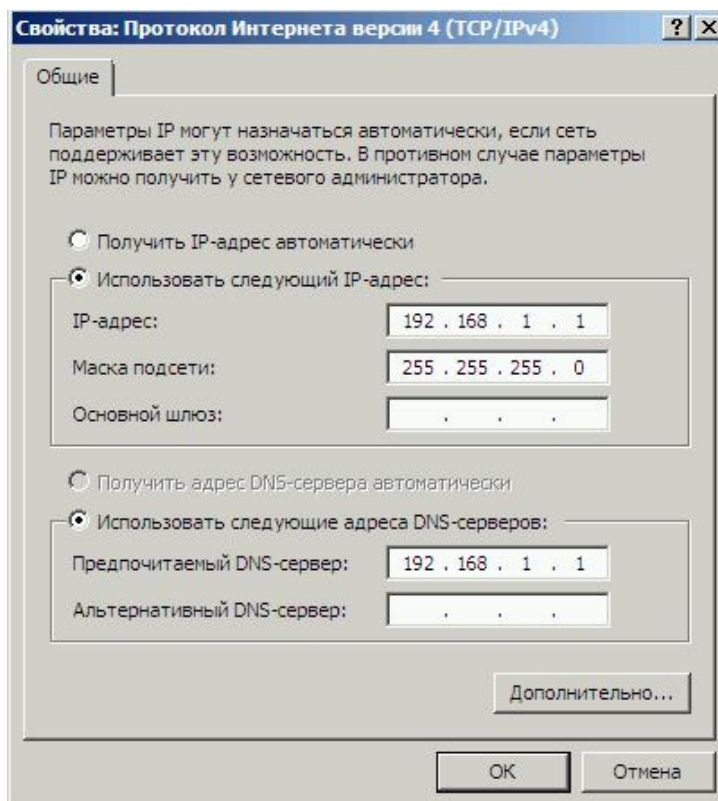 Свойства: Протокол Интернета версии 4 (TCP/IPv4)
Общие
Параметры IP могут назначаться автоматически, если сеть
поддерживает эту возможность. В противном случае параметры
IP можно получить у сетевого администратора.
Получить IP-адрес автоматически
Использовать следующий IP-адрес:
IP-адрес: 192 . 168 . 1 . 1
Маска подсети: 255 . 255 . 255 . 0
Основной шлюз: . . .
Получить адрес DNS-сервера автоматически
Использовать следующие адреса DNS-серверов:
Предпочитаемый DNS-сервер: 192 . 168 . 1 . 1
Альтернативный DNS-сервер: . . .
Дополнительно...
OK Отмена